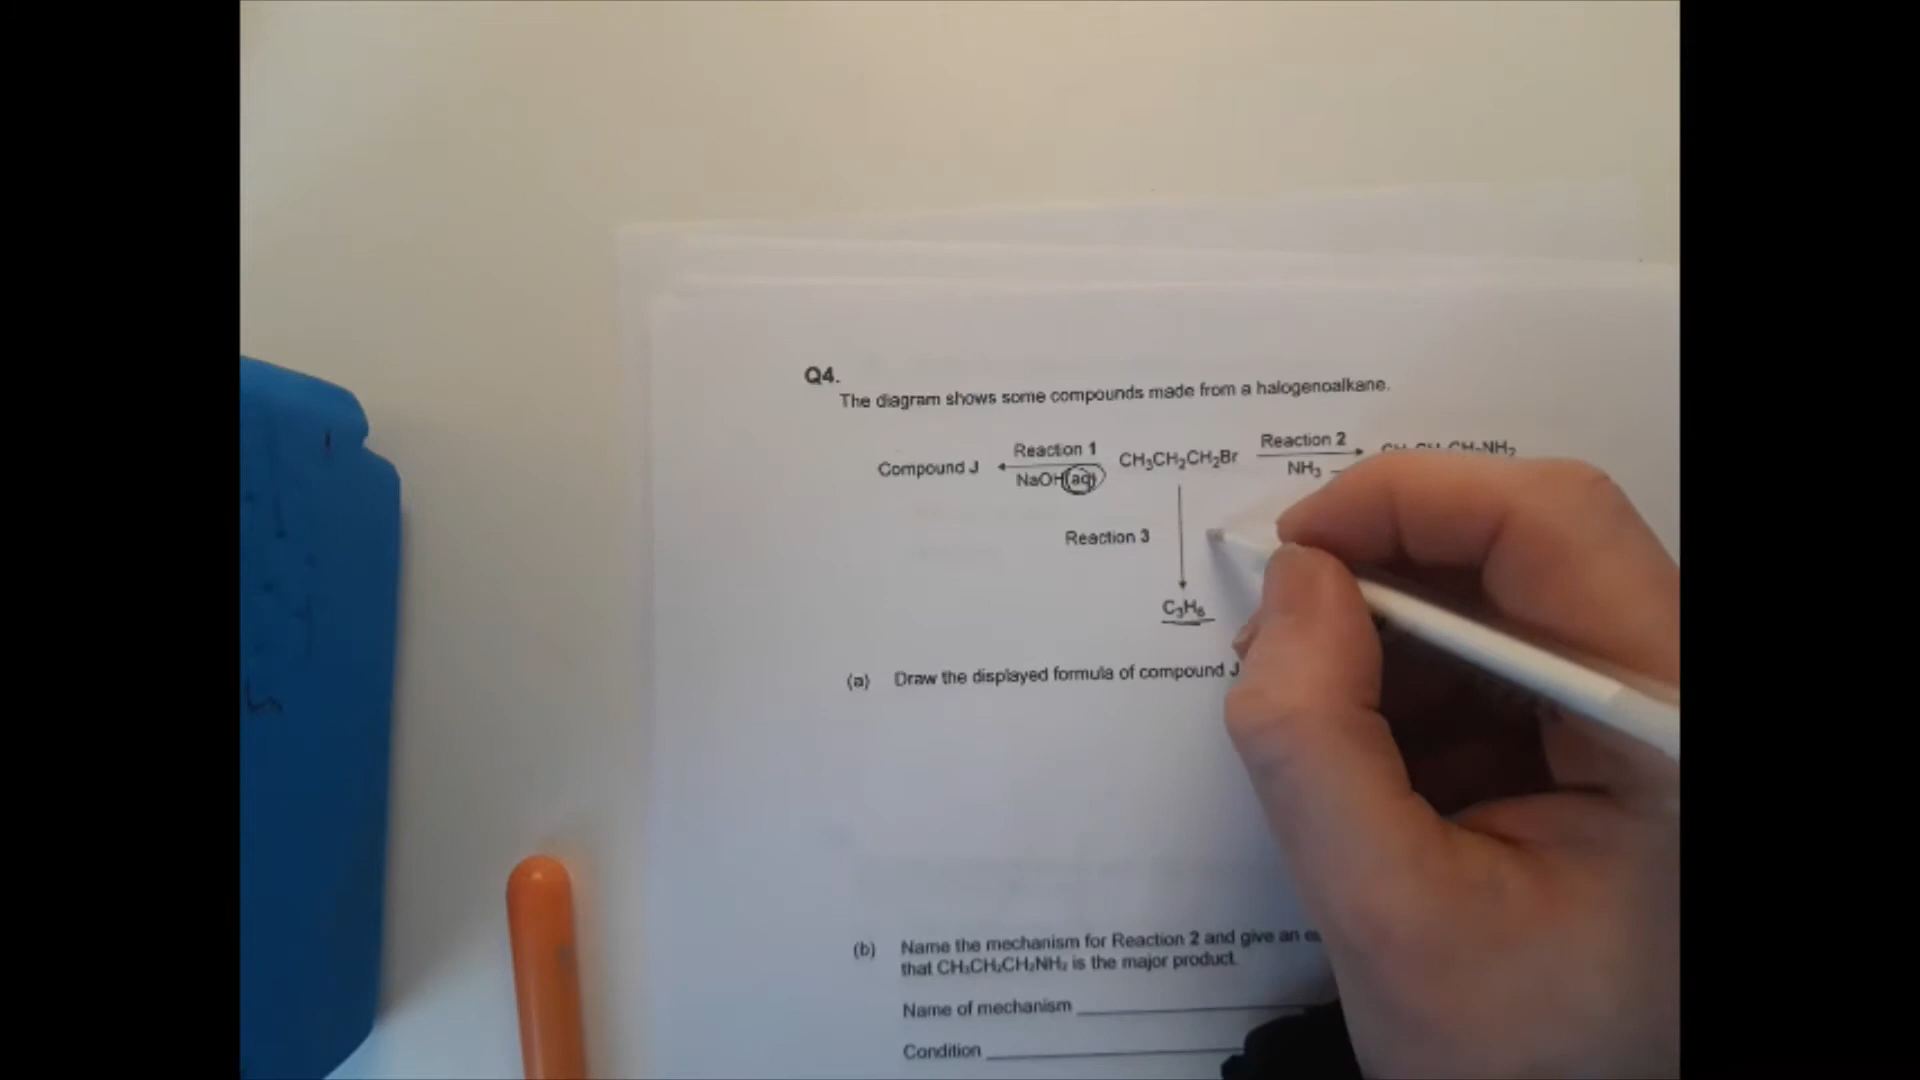 Q4.
The diagram shows some compounds made from a halogenoalkane.
Reaction 1
Reaction 2
Compound J
NaOH(aq)
CH₃CH₂CH₂Br
NH₃
Reaction 3
C₃H₆
(a) Draw the displayed formula of compound J
(b) Name the mechanism for Reaction 2 and give an
that CH₃CH₂CH₂NH₂ is the major product.
Name of mechanism
Condition